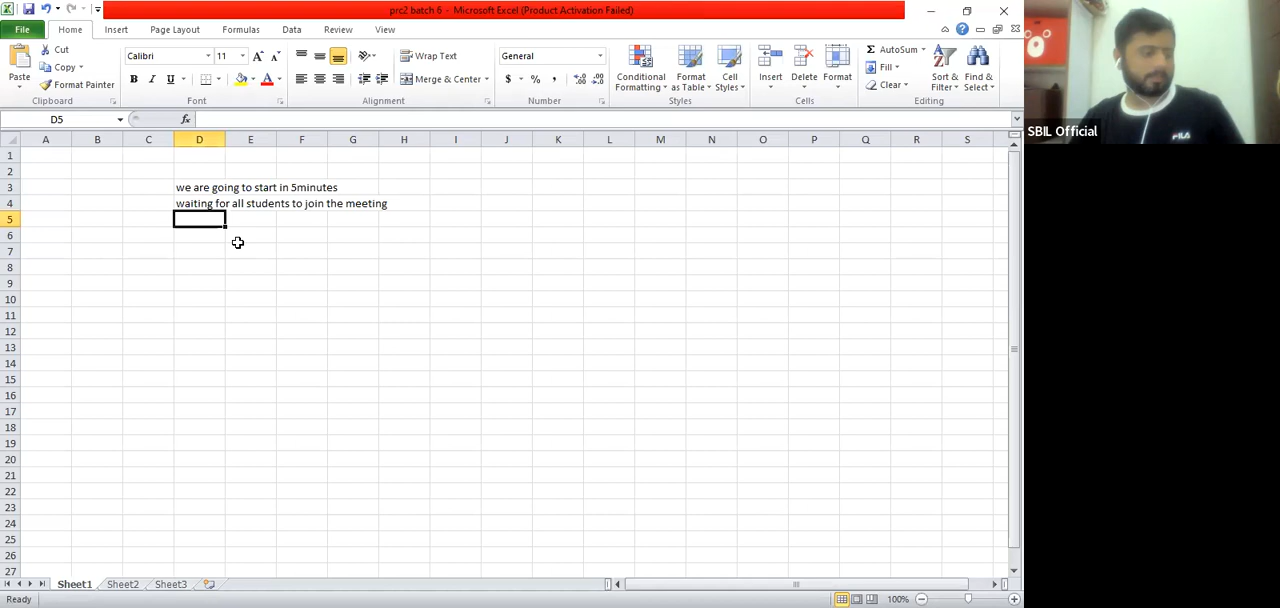 prc2 batch 6 - Microsoft Excel (Product Activation Failed)
File Home Insert Page Layout Formulas Data Review View
Paste
Cut
Copy
Format Painter
Clipboard
Calibri 11
B I U
Font
Wrap Text
Merge & Center
Alignment
General
$ % ,
Number
Conditional Formatting
Format as Table
Cell Styles
Styles
Insert Delete Format
Cells
AutoSum
Fill
Clear
Sort & Filter
Find & Select
Editing
SBIL Official
FILA
D5 fx
A B C D E F G H I J K L M N O P Q R S
1
2
3 we are going to start in 5minutes
4 waiting for all students to join the meeting
5
6
7
8
9
10
11
12
13
14
15
16
17
18
19
20
21
22
23
24
25
26
27
Sheet1 Sheet2 Sheet3
Ready 100%